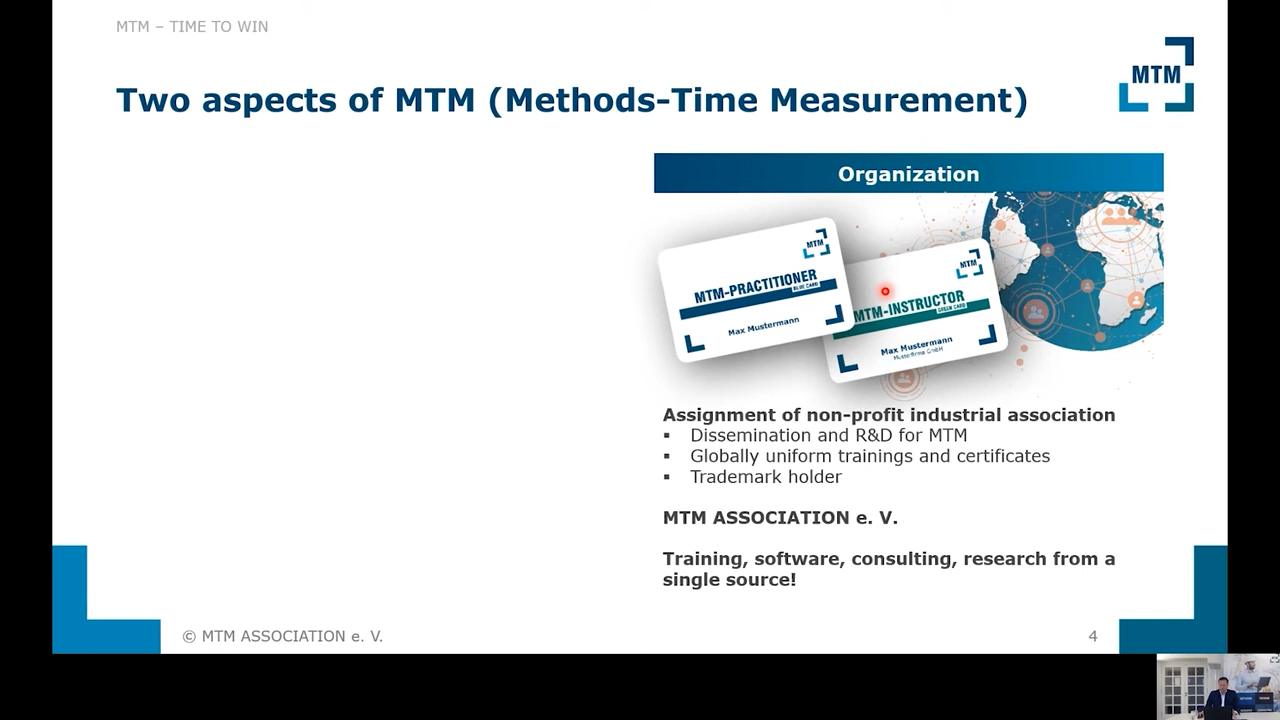 MTM – TIME TO WIN
Two aspects of MTM (Methods-Time Measurement)
MTM
Organization
MTM
MTM-PRACTITIONER
BLUE CARD
Max Mustermann
MTM
MTM-INSTRUCTOR
GREEN CARD
Max Mustermann
Musterfirma GmbH
Assignment of non-profit industrial association
▪ Dissemination and R&D for MTM
▪ Globally uniform trainings and certificates
▪ Trademark holder
MTM ASSOCIATION e. V.
Training, software, consulting, research from a
single source!
© MTM ASSOCIATION e. V.
4